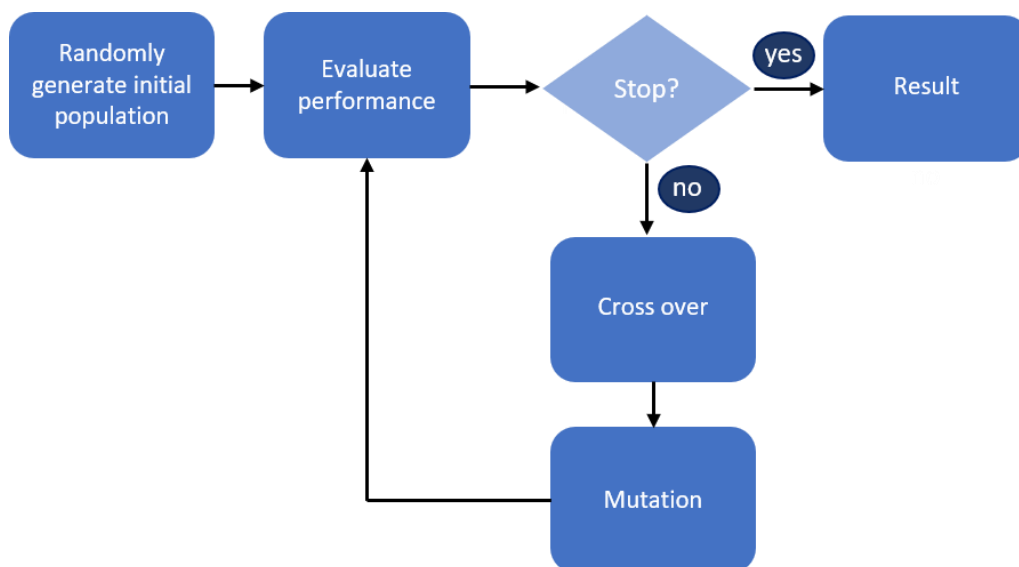 Randomly
generate initial
population
Evaluate
performance
Stop?
yes
Result
no
Cross over
Mutation